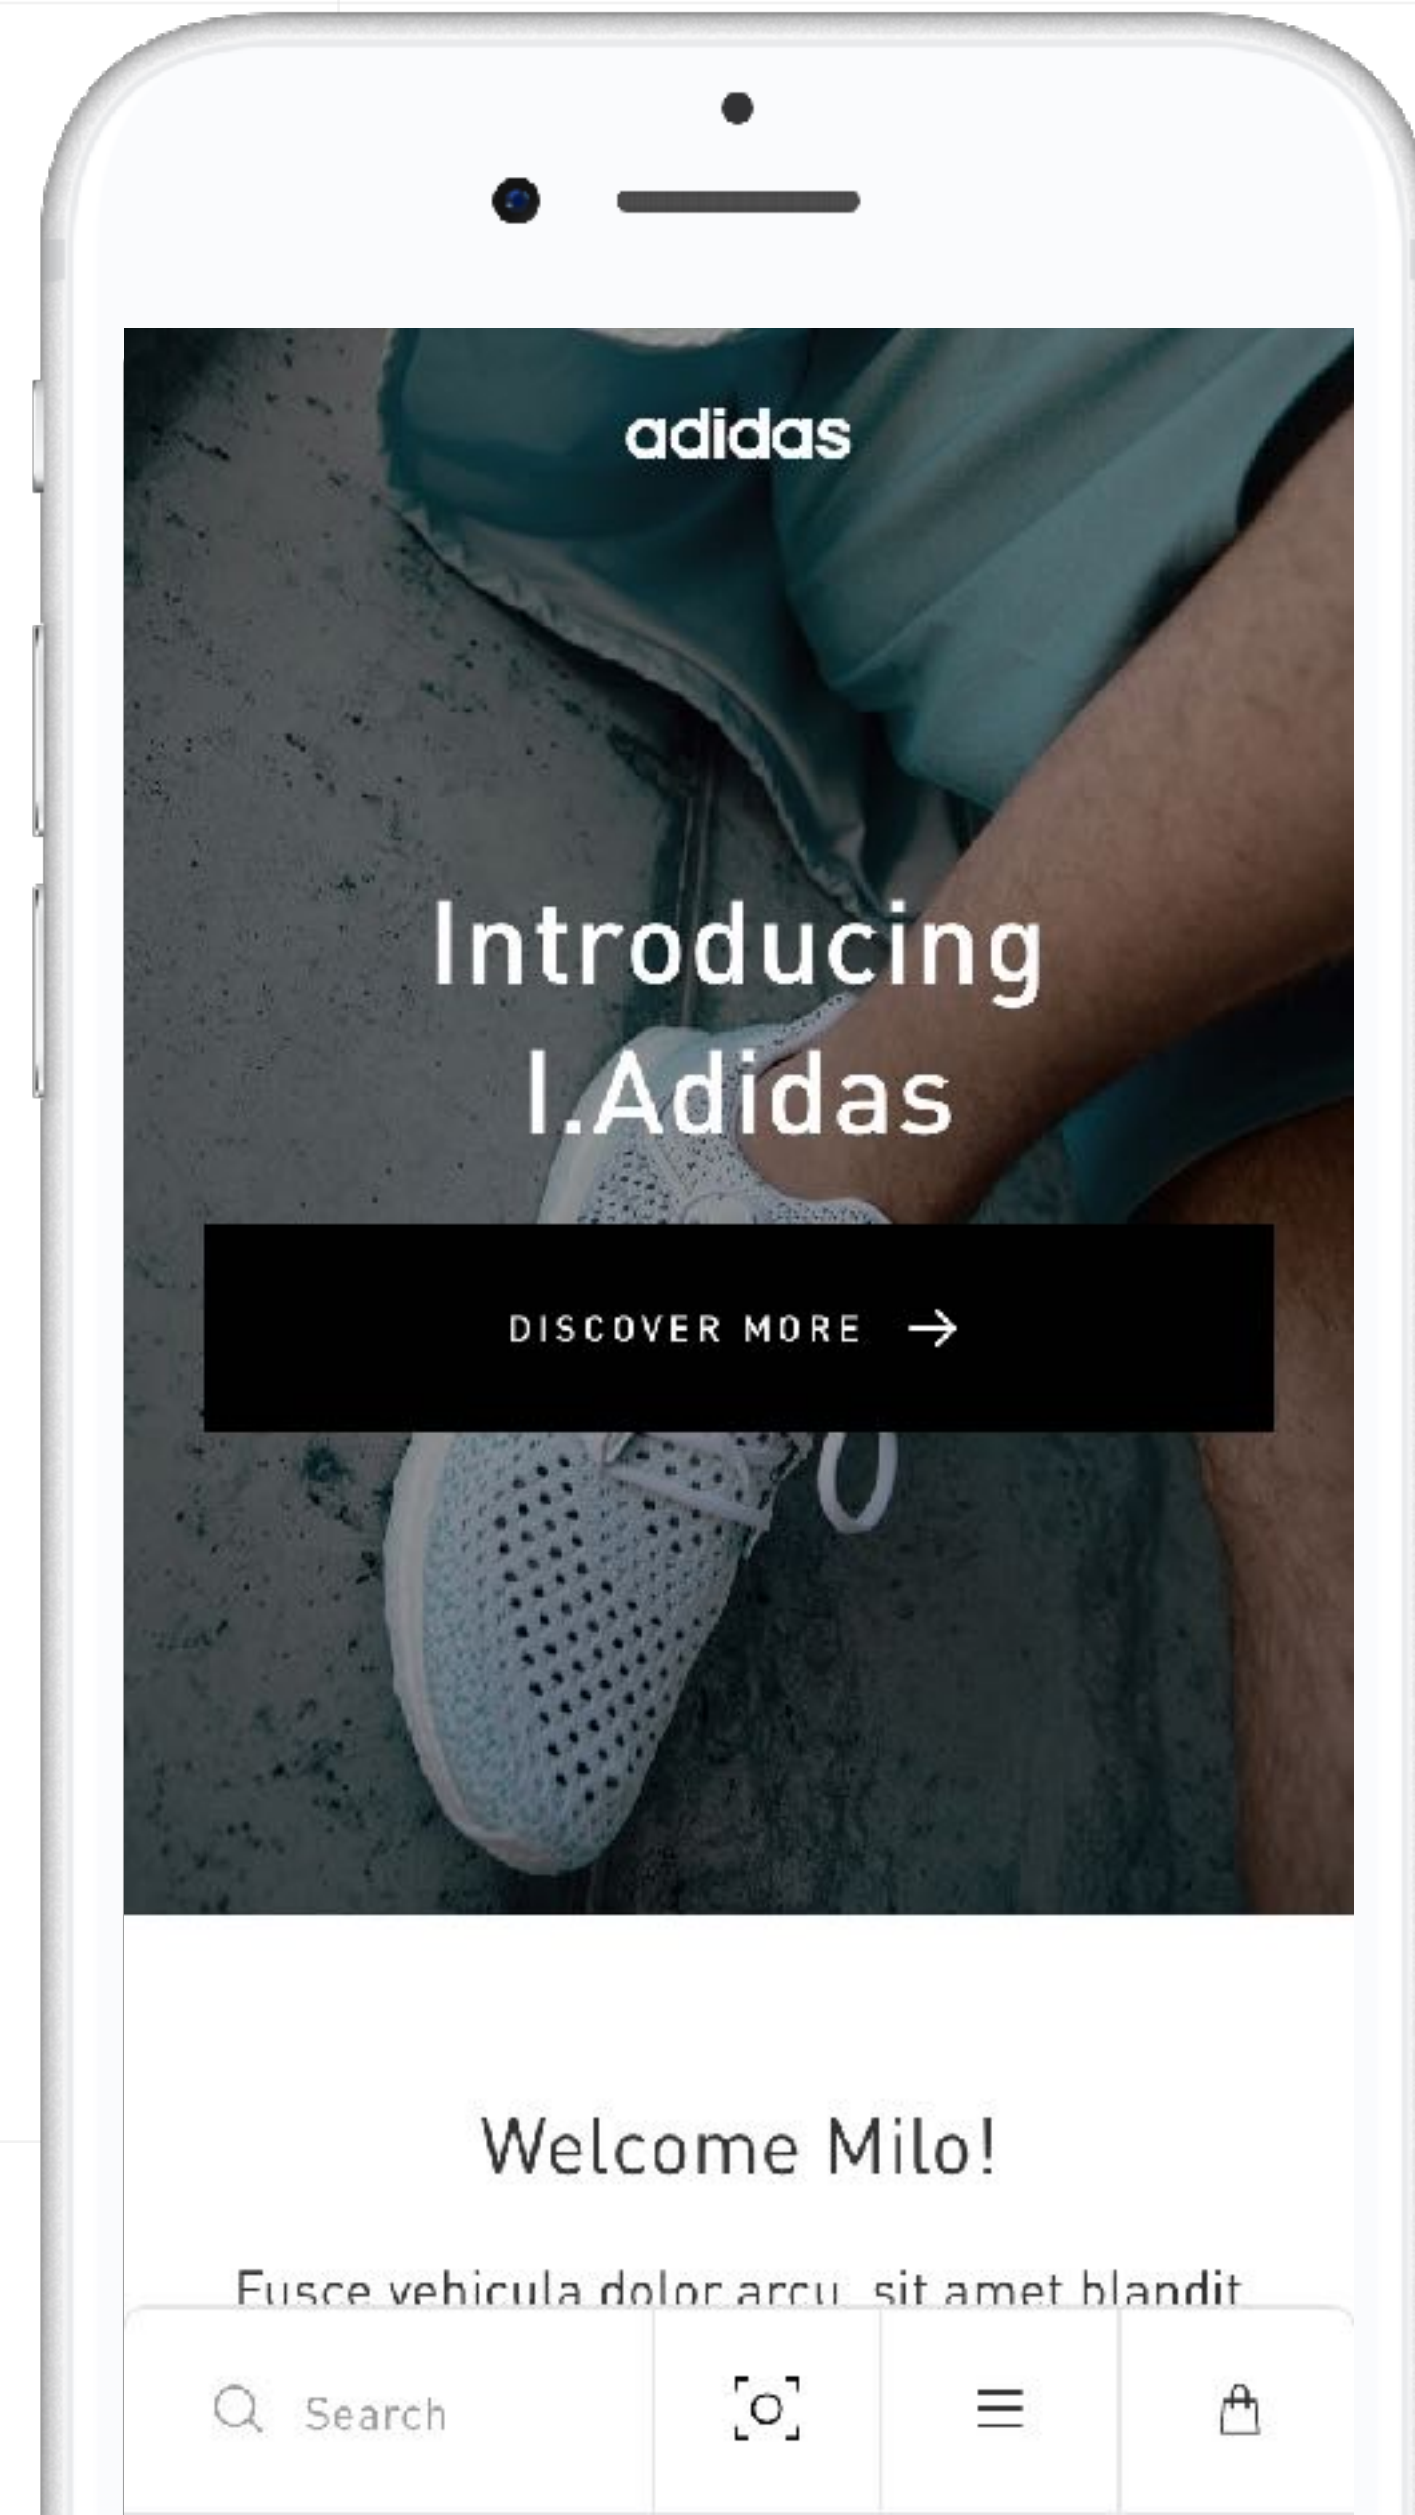 adidas
Introducing
I.Adidas
DISCOVER MORE
Welcome Milo!
Fusce vehicula dolor arcu, sit amet blandit
Search